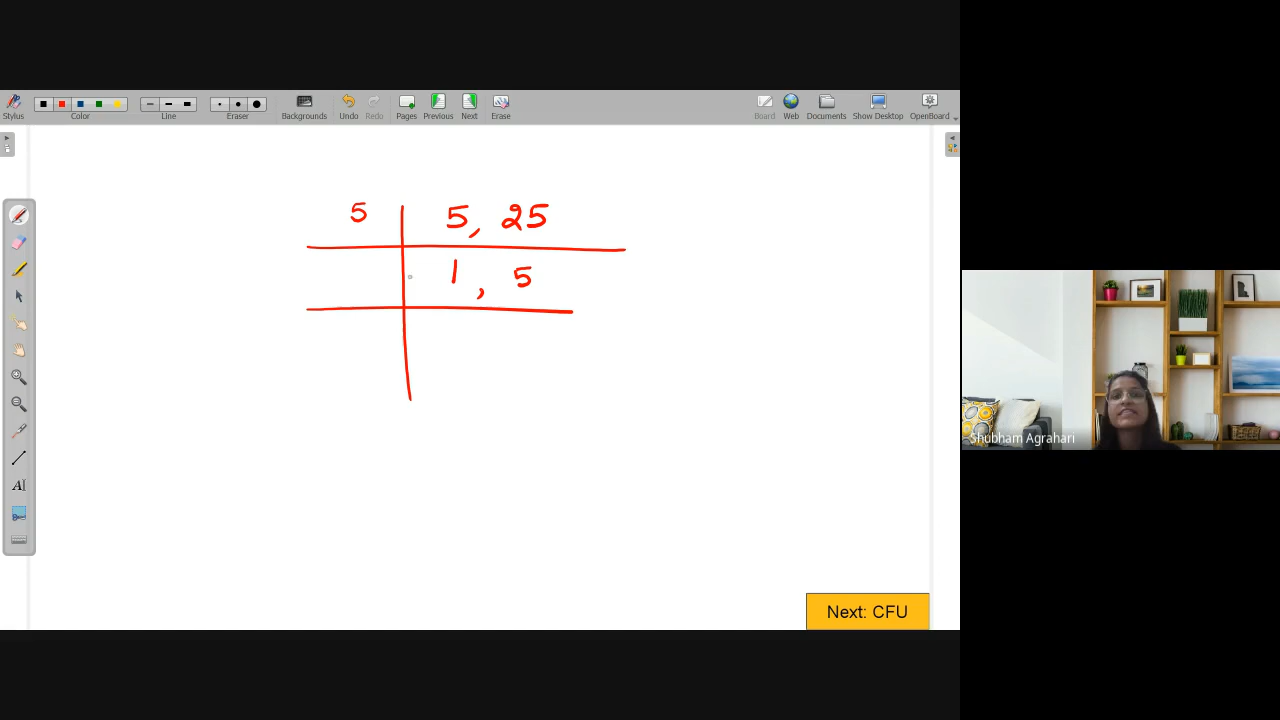 Stylus Color Line Eraser Backgrounds Undo Redo Pages Previous Next Erase Board Web Documents Show Desktop OpenBoard
5 5, 25
1, 5
Shubham Agrahari
Next: CFU